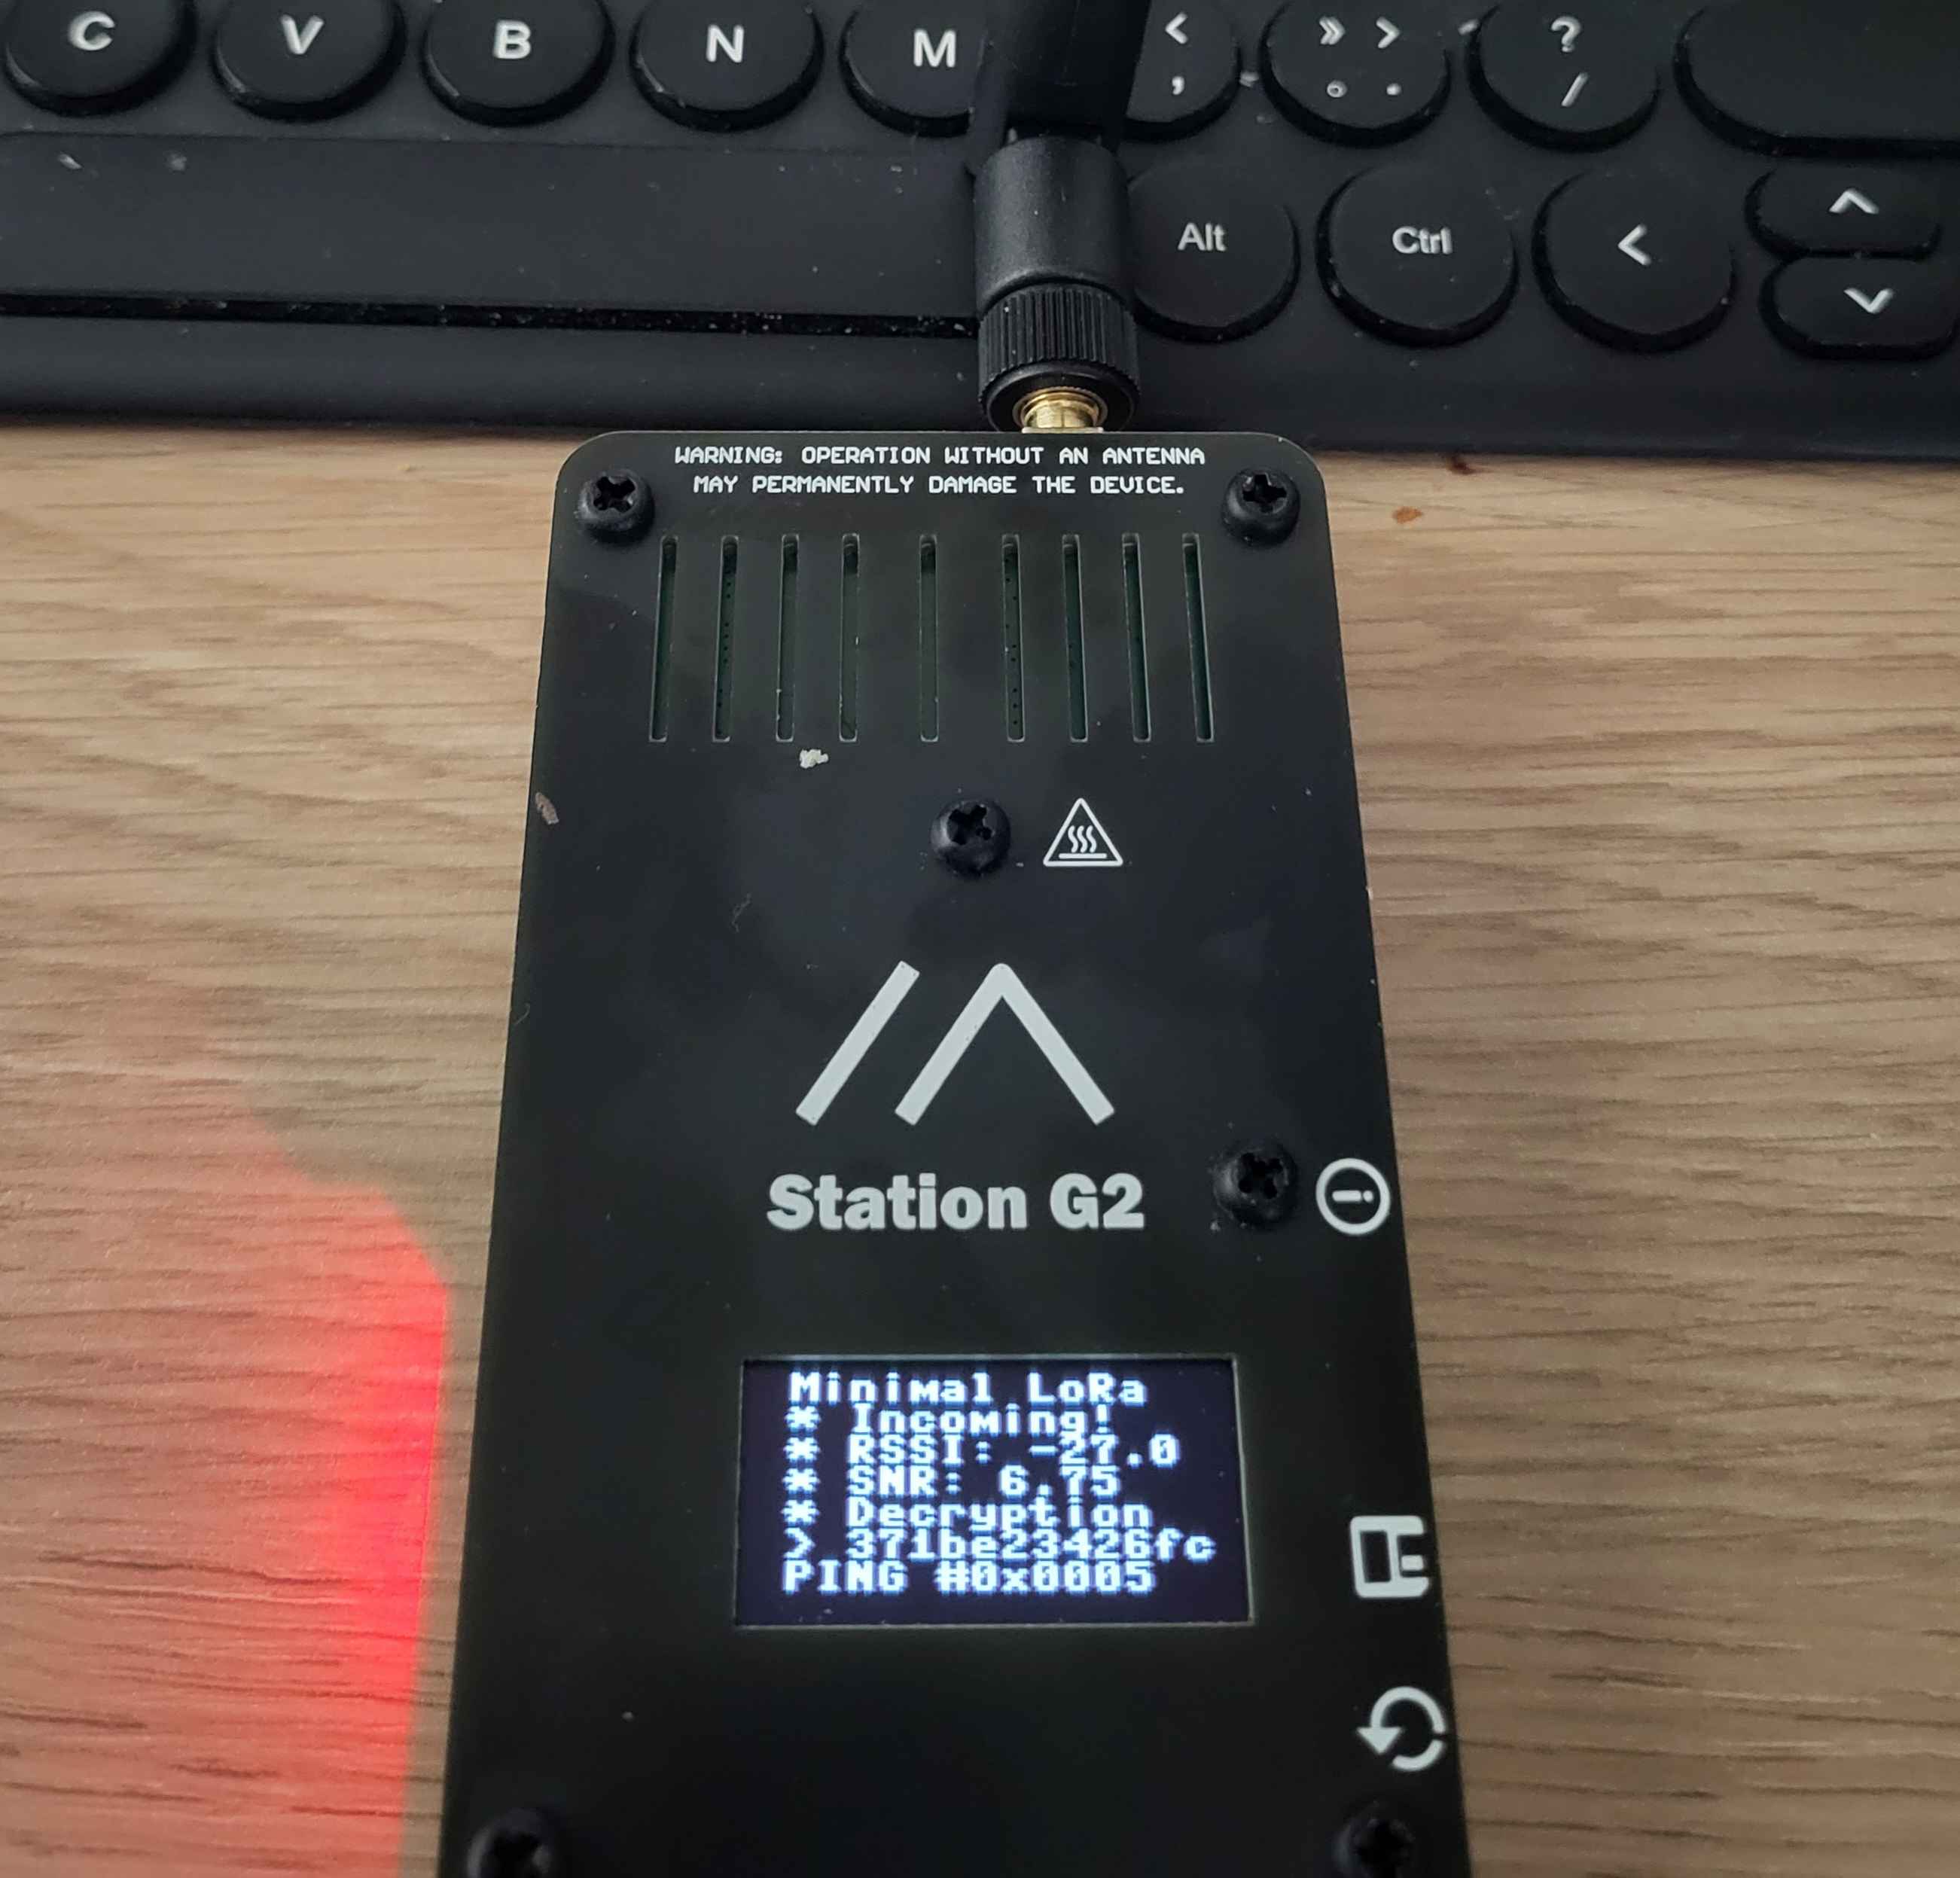 C V B N M < , » > ° . ? /
Alt Ctrl < ^ v
WARNING: OPERATION WITHOUT AN ANTENNA
MAY PERMANENTLY DAMAGE THE DEVICE.
Station G2
Minimal LoRa
* Incoming!
* RSSI: -27.0
* SNR: 6.75
* Decryption
> 371be23426fc
PING #0x0005